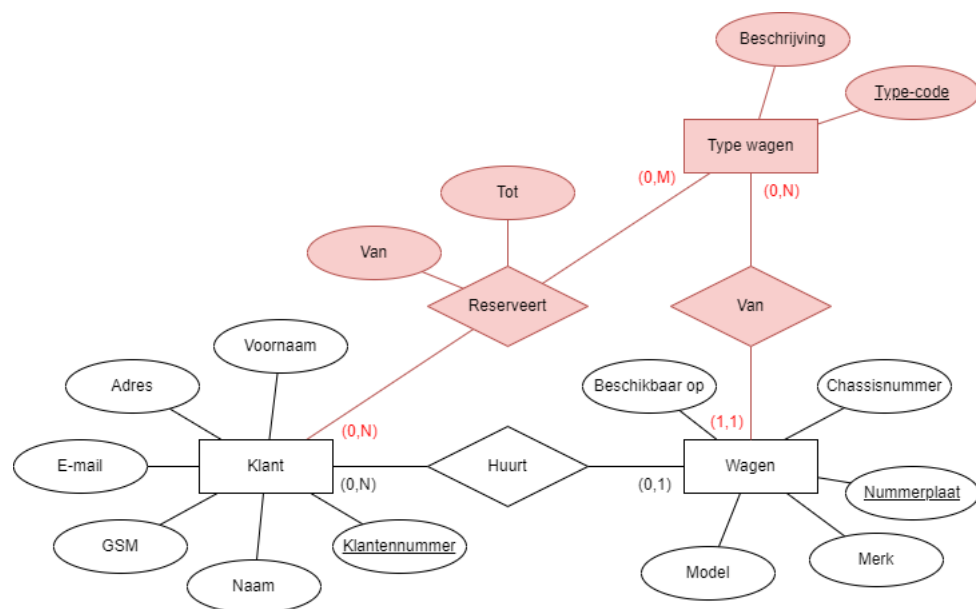 Beschrijving
Type-code
Type wagen
(0,M)
(0,N)
Tot
Van
Reserveert
Van
Voornaam
Adres
Beschikbaar op
Chassisnummer
(0,N)
(1,1)
E-mail
Klant
(0,N)
Huurt
(0,1)
Wagen
Nummerplaat
GSM
Klantennummer
Naam
Model
Merk